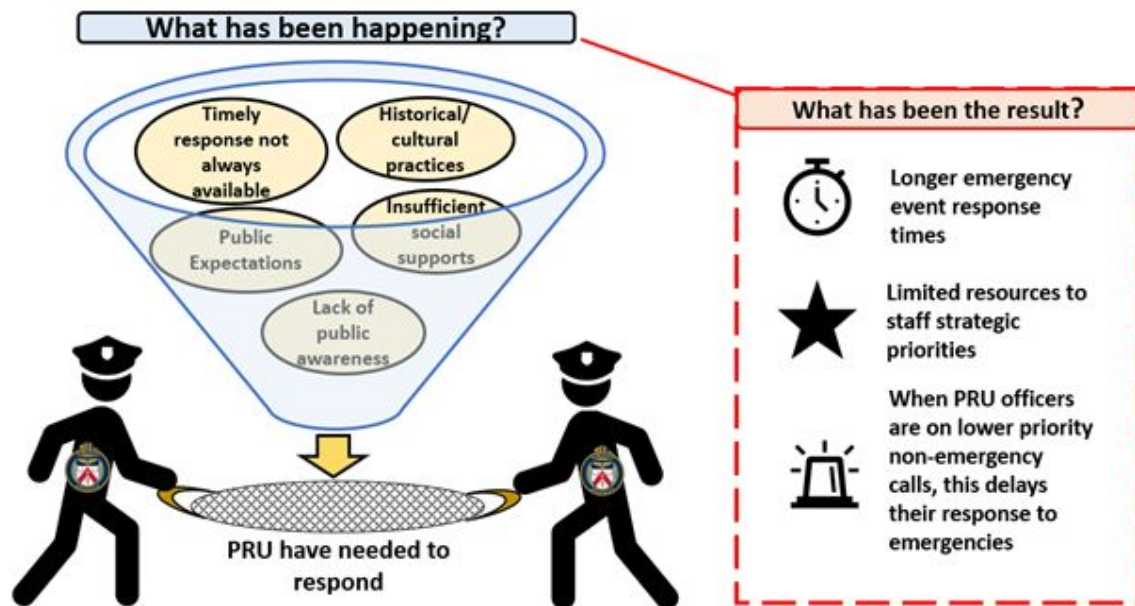 What has been happening?
Timely
response not
always
available
Historical/
cultural
practices
Public
Expectations
Insufficient
social
supports
Lack of
public
awareness
PRU have needed to
respond
What has been the result?
Longer emergency
event response
times
Limited resources to
staff strategic
priorities
When PRU officers
are on lower priority
non-emergency
calls, this delays
their response to
emergencies